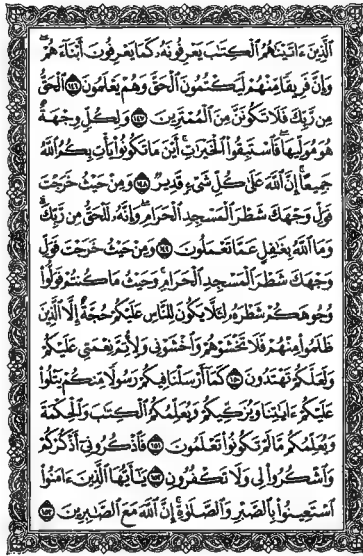 ٱلَّذِينَ ءَاتَيْنَٰهُمُ ٱلْكِتَٰبَ يَعْرِفُونَهُۥ كَمَا يَعْرِفُونَ أَبْنَآءَهُمْ ۖ
وَإِنَّ فَرِيقًا مِّنْهُمْ لَيَكْتُمُونَ ٱلْحَقَّ وَهُمْ يَعْلَمُونَ ١٤٦ ٱلْحَقُّ
مِن رَّبِّكَ فَلَا تَكُونَنَّ مِنَ ٱلْمُمْتَرِينَ ١٤٧ وَلِكُلٍّ وِجْهَةٌ
هُوَ مُوَلِّيهَا ۖ فَٱسْتَبِقُوا۟ ٱلْخَيْرَٰتِ ۚ أَيْنَ مَا تَكُونُوا۟ يَأْتِ بِكُمُ ٱللَّهُ
جَمِيعًا ۚ إِنَّ ٱللَّهَ عَلَىٰ كُلِّ شَىْءٍ قَدِيرٌ ١٤٨ وَمِنْ حَيْثُ خَرَجْتَ
فَوَلِّ وَجْهَكَ شَطْرَ ٱلْمَسْجِدِ ٱلْحَرَامِ ۖ وَإِنَّهُۥ لَلْحَقُّ مِن رَّبِّكَ ۗ
وَمَا ٱللَّهُ بِغَٰفِلٍ عَمَّا تَعْمَلُونَ ١٤٩ وَمِنْ حَيْثُ خَرَجْتَ فَوَلِّ
وَجْهَكَ شَطْرَ ٱلْمَسْجِدِ ٱلْحَرَامِ ۚ وَحَيْثُ مَا كُنتُمْ فَوَلُّوا۟
وُجُوهَكُمْ شَطْرَهُۥ لِئَلَّا يَكُونَ لِلنَّاسِ عَلَيْكُمْ حُجَّةٌ إِلَّا ٱلَّذِينَ
ظَلَمُوا۟ مِنْهُمْ فَلَا تَخْشَوْهُمْ وَٱخْشَوْنِى وَلِأُتِمَّ نِعْمَتِى عَلَيْكُمْ
وَلَعَلَّكُمْ تَهْتَدُونَ ١٥٠ كَمَآ أَرْسَلْنَا فِيكُمْ رَسُولًا مِّنكُمْ يَتْلُوا۟
عَلَيْكُمْ ءَايَٰتِنَا وَيُزَكِّيكُمْ وَيُعَلِّمُكُمُ ٱلْكِتَٰبَ وَٱلْحِكْمَةَ
وَيُعَلِّمُكُم مَّا لَمْ تَكُونُوا۟ تَعْلَمُونَ ١٥١ فَٱذْكُرُونِىٓ أَذْكُرْكُمْ
وَٱشْكُرُوا۟ لِى وَلَا تَكْفُرُونِ ١٥٢ يَٰٓأَيُّهَا ٱلَّذِينَ ءَامَنُوا۟
ٱسْتَعِينُوا۟ بِٱلصَّبْرِ وَٱلصَّلَوٰةِ ۚ إِنَّ ٱللَّهَ مَعَ ٱلصَّٰبِرِينَ ١٥٣